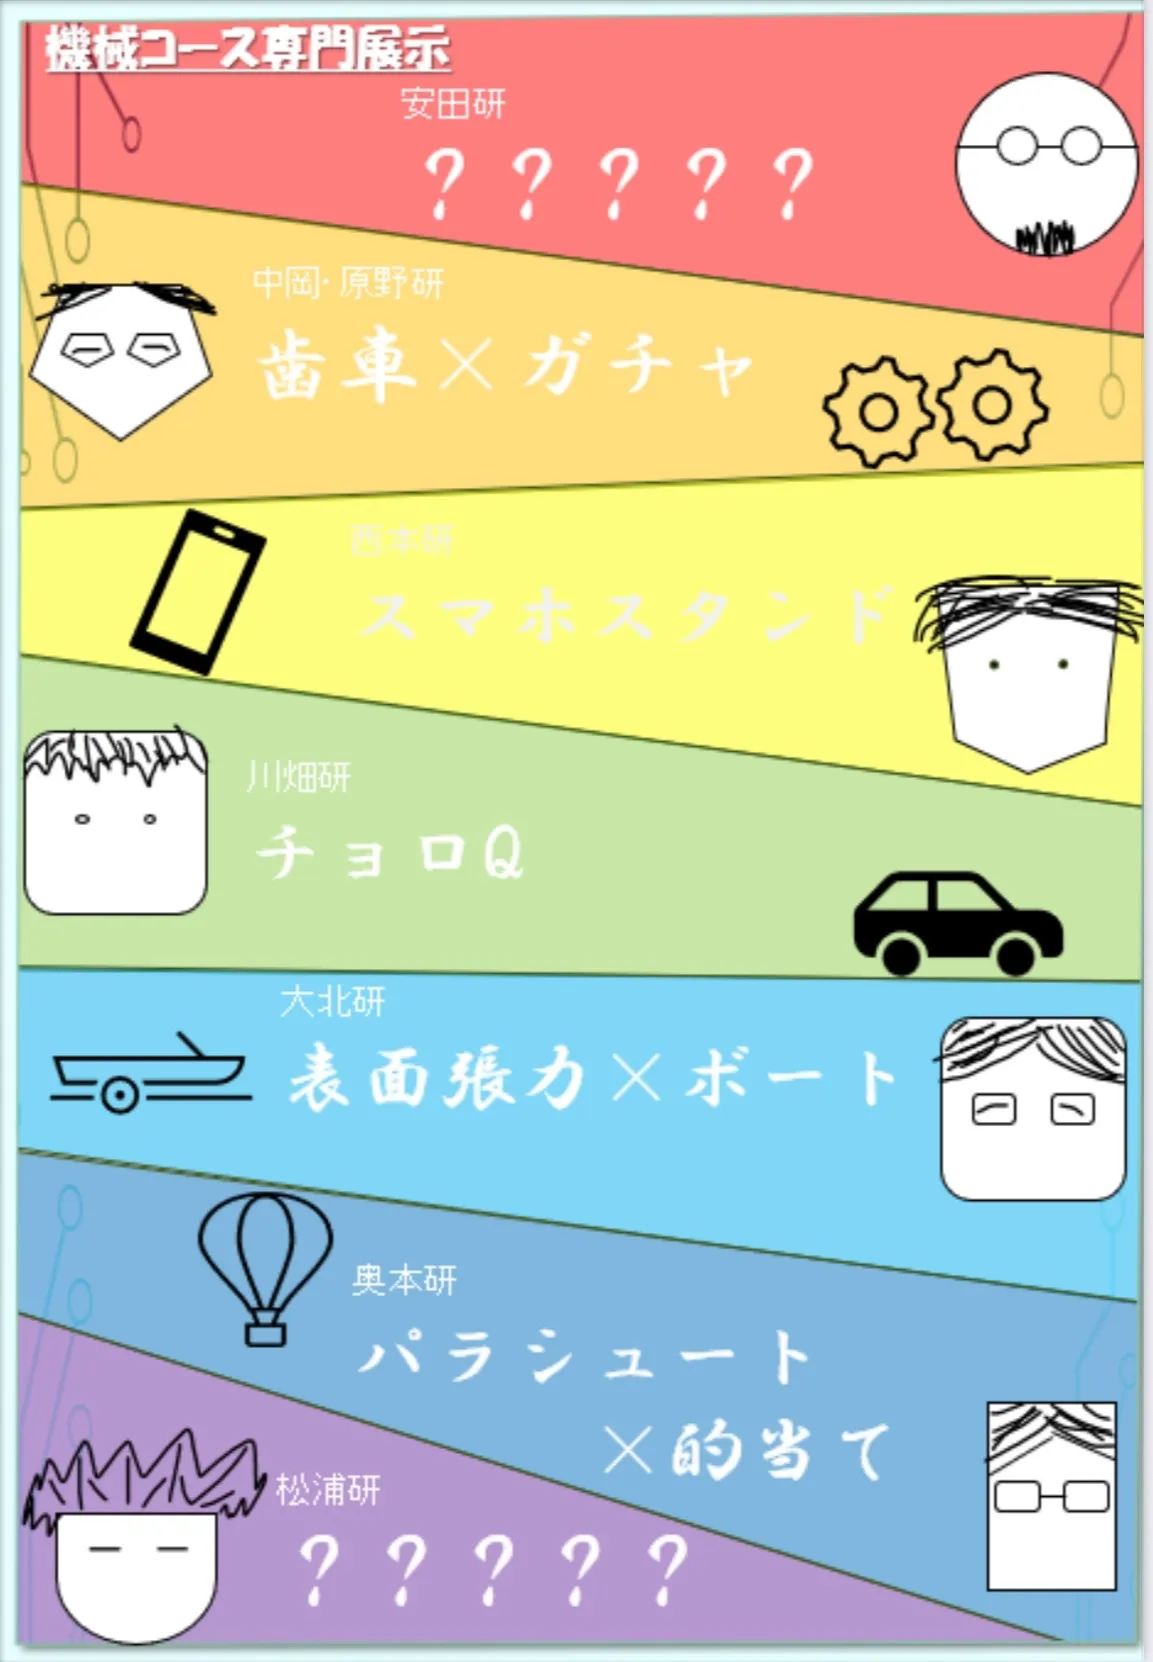 機械コース専門展示
安田研
？？？？？
中岡・原野研
歯車×ガチャ
西本研
スマホスタンド
川畑研
チョロQ
大北研
表面張力×ボート
奥本研
パラシュート
×的当て
松浦研
？？？？？